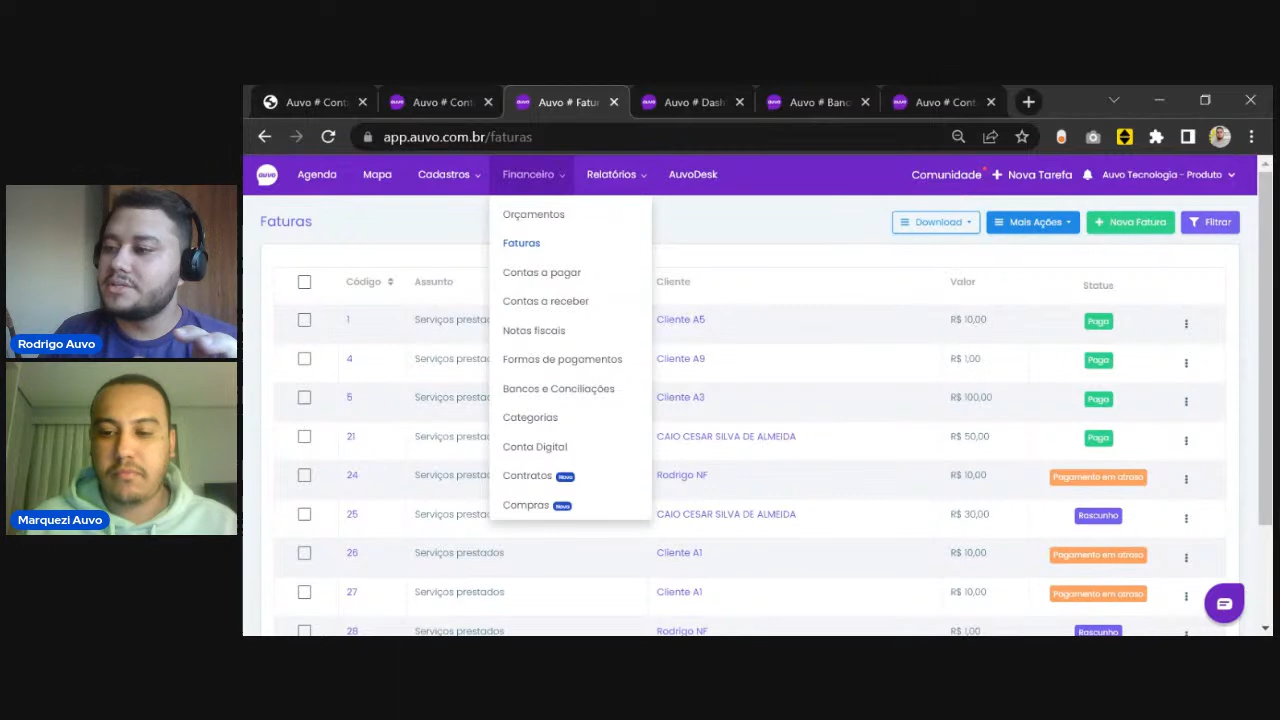 Auvo # Cont
Auvo # Cont
Auvo # Fatur
Auvo # Dash
Auvo # Banc
Auvo # Cont
app.auvo.com.br/faturas
auvo
Agenda
Mapa
Cadastros
Financeiro
Relatórios
AuvoDesk
Comunidade
Nova Tarefa
Auvo Tecnologia - Produto
Faturas
Download
Mais Ações
Nova Fatura
Filtrar
Orçamentos
Faturas
Contas a pagar
Contas a receber
Notas fiscais
Formas de pagamentos
Bancos e Conciliações
Categorias
Conta Digital
Contratos Novo
Compras Novo
Código Assunto Cliente Valor Status
1 Serviços prestad Cliente A5 R$ 10,00 Paga
4 Serviços prestad Cliente A9 R$ 1,00 Paga
5 Serviços prestad Cliente A3 R$ 100,00 Paga
21 Serviços prestad CAIO CESAR SILVA DE ALMEIDA R$ 50,00 Paga
24 Serviços prestad Rodrigo NF R$ 10,00 Pagamento em atraso
25 Serviços prestad CAIO CESAR SILVA DE ALMEIDA R$ 30,00 Rascunho
26 Serviços prestados Cliente A1 R$ 10,00 Pagamento em atraso
27 Serviços prestados Cliente A1 R$ 10,00 Pagamento em atraso
28 Serviços prestados Rodrigo NF R$ 1,00 Rascunho
Rodrigo Auvo
Marquezi Auvo